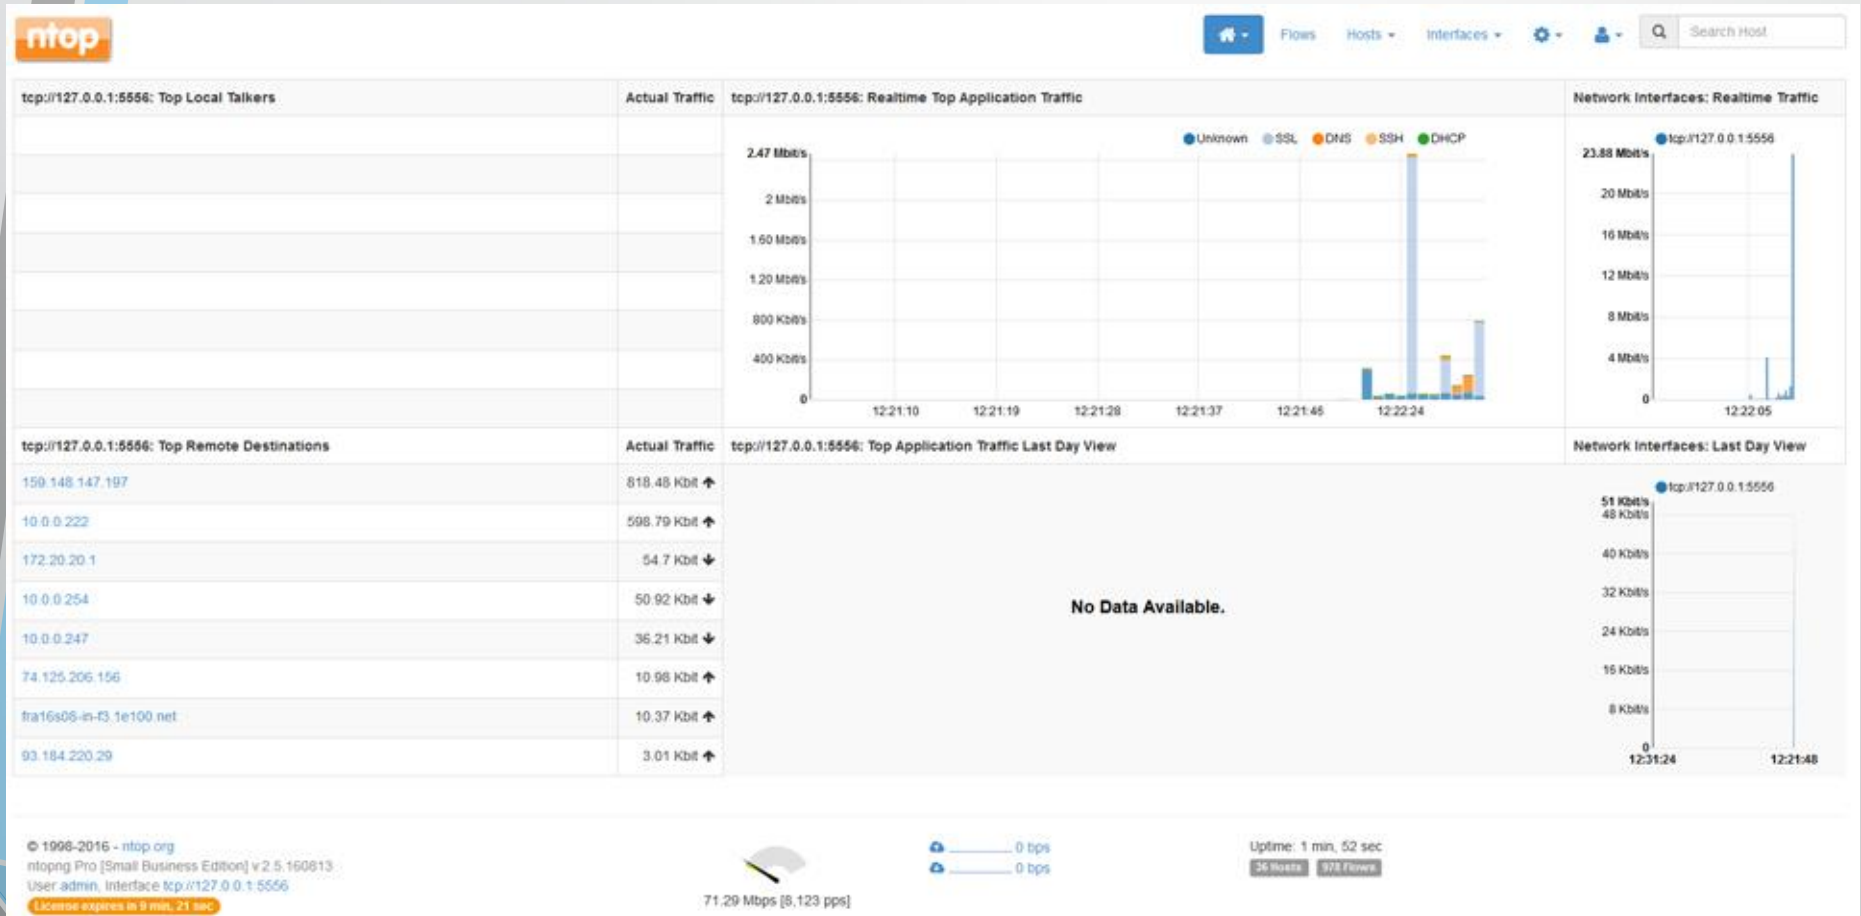 ntop
Flows
Hosts
Interfaces
Search Host
tcp://127.0.0.1:5556: Top Local Talkers
Actual Traffic
tcp://127.0.0.1:5556: Realtime Top Application Traffic
Network Interfaces: Realtime Traffic
Unknown SSL DNS SSH DHCP
2.47 Mbit/s
2 Mbit/s
1.60 Mbit/s
1.20 Mbit/s
800 Kbit/s
400 Kbit/s
0
12:21:10 12:21:19 12:21:28 12:21:37 12:21:46 12:22:24
tcp://127.0.0.1:5556
23.88 Mbit/s
20 Mbit/s
16 Mbit/s
12 Mbit/s
8 Mbit/s
4 Mbit/s
0
12:22:05
tcp://127.0.0.1:5556: Top Remote Destinations
Actual Traffic
tcp://127.0.0.1:5556: Top Application Traffic Last Day View
Network Interfaces: Last Day View
159.148.147.197 818.48 Kbit
10.0.0.222 598.79 Kbit
172.20.20.1 54.7 Kbit
10.0.0.254 50.92 Kbit
10.0.0.247 36.21 Kbit
74.125.206.156 10.98 Kbit
fra16s08-in-f3.1e100.net 10.37 Kbit
93.184.220.29 3.01 Kbit
No Data Available.
tcp://127.0.0.1:5556
51 Kbit/s
48 Kbit/s
40 Kbit/s
32 Kbit/s
24 Kbit/s
16 Kbit/s
8 Kbit/s
0
12:31:24 12:21:48
© 1998-2016 - ntop.org
ntopng Pro [Small Business Edition] v.2.5.160813
User admin, Interface tcp://127.0.0.1:5556
License expires in 9 min, 21 sec
71.29 Mbps [8,123 pps]
0 bps
0 bps
Uptime: 1 min, 52 sec
36 Hosts 978 Flows